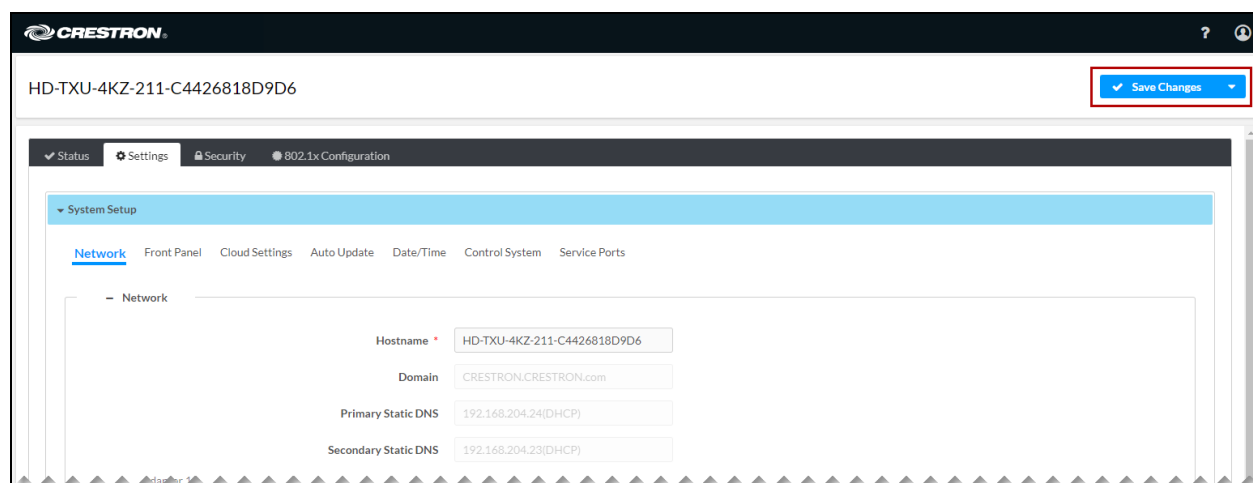 CRESTRON®
?
HD-TXU-4KZ-211-C4426818D9D6
Save Changes
Status Settings Security 802.1x Configuration
System Setup
Network Front Panel Cloud Settings Auto Update Date/Time Control System Service Ports
Network
Hostname * HD-TXU-4KZ-211-C4426818D9D6
Domain CRESTRON.CRESTRON.com
Primary Static DNS 192.168.204.24(DHCP)
Secondary Static DNS 192.168.204.23(DHCP)